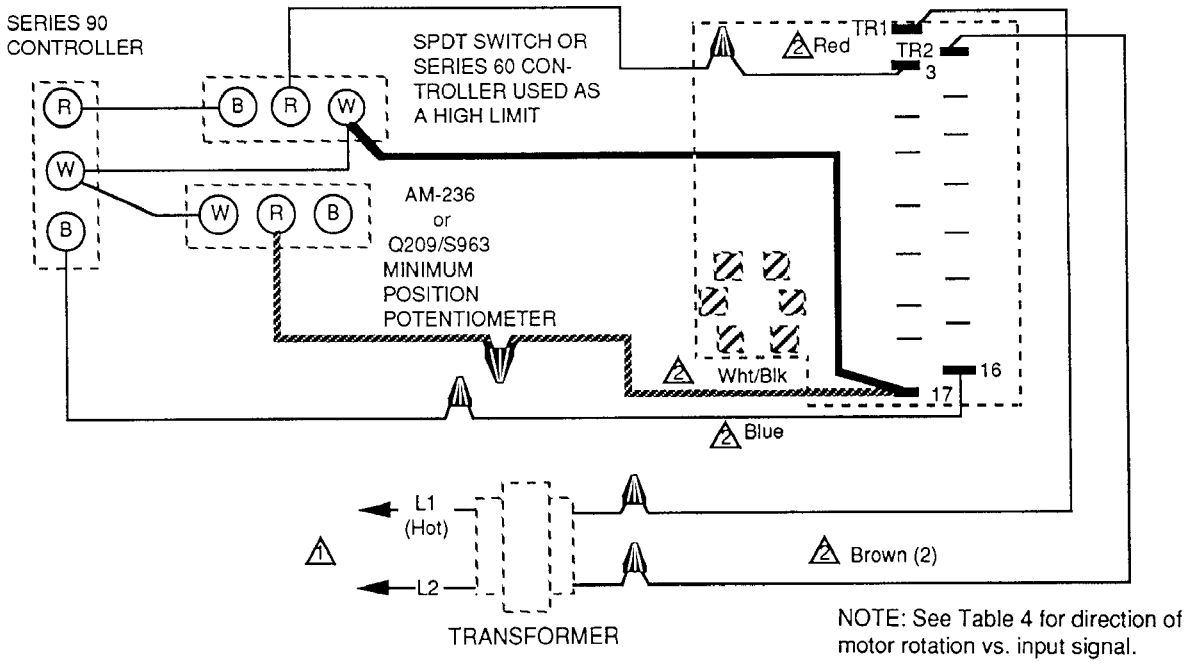 SERIES 90
CONTROLLER
R
W
B
B
R
W
SPDT SWITCH OR
SERIES 60 CON-
TROLLER USED AS
A HIGH LIMIT
W
R
B
AM-236
or
Q209/S963
MINIMUM
POSITION
POTENTIOMETER
2 Red
TR1
TR2
3
2 Wht/Blk
16
17
2 Blue
L1
(Hot)
1
L2
TRANSFORMER
2 Brown (2)
NOTE: See Table 4 for direction of
motor rotation vs. input signal.